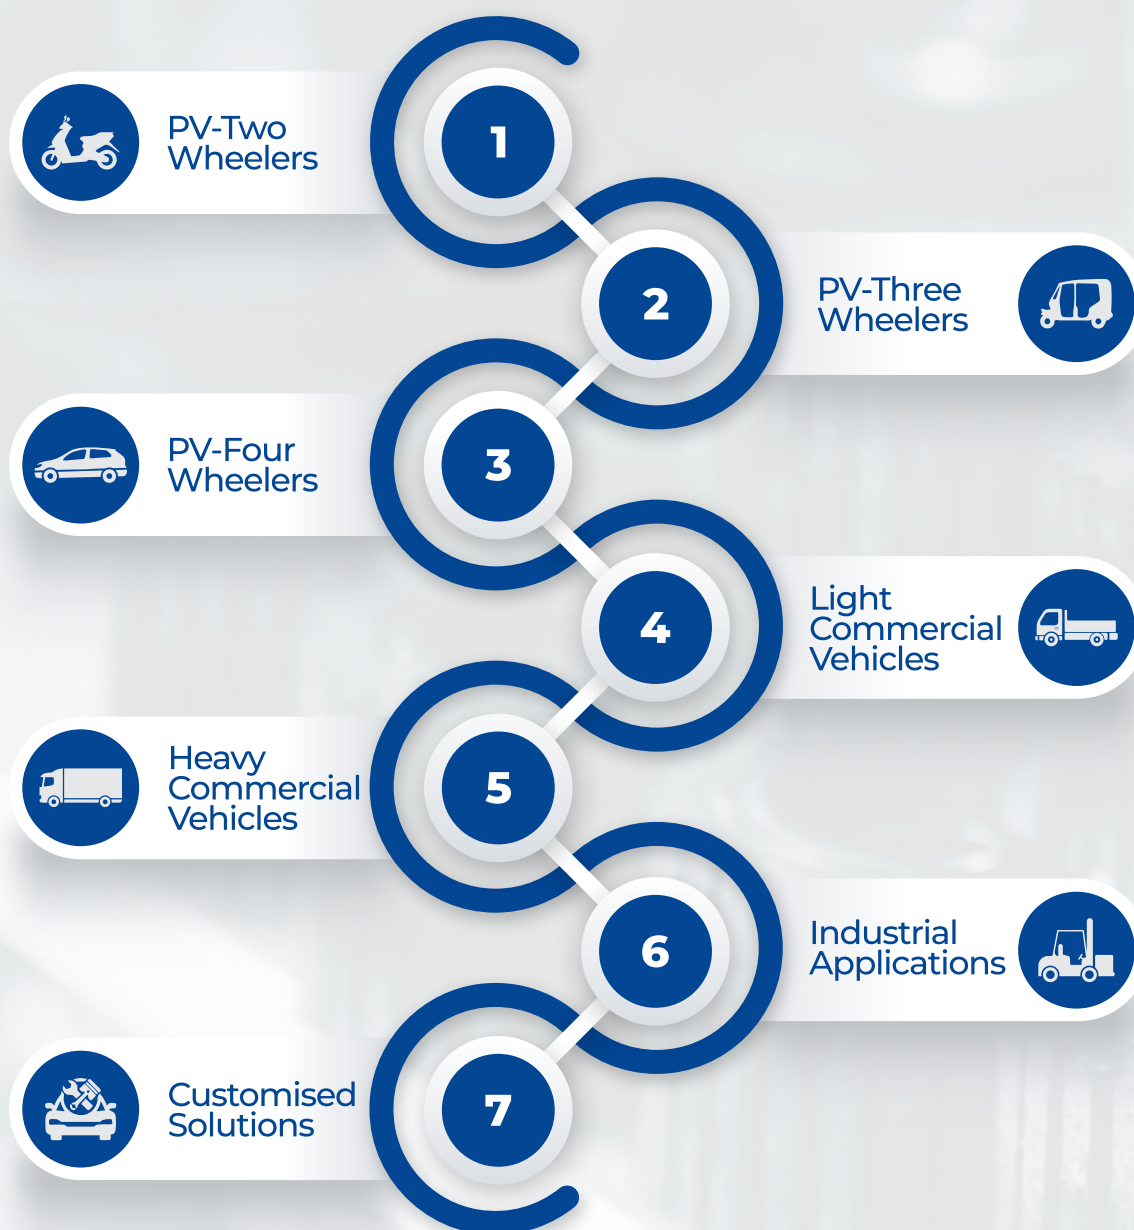 PV-Two
Wheelers
1
2
PV-Three
Wheelers
PV-Four
Wheelers
3
4
Light
Commercial
Vehicles
Heavy
Commercial
Vehicles
5
6
Industrial
Applications
Customised
Solutions
7